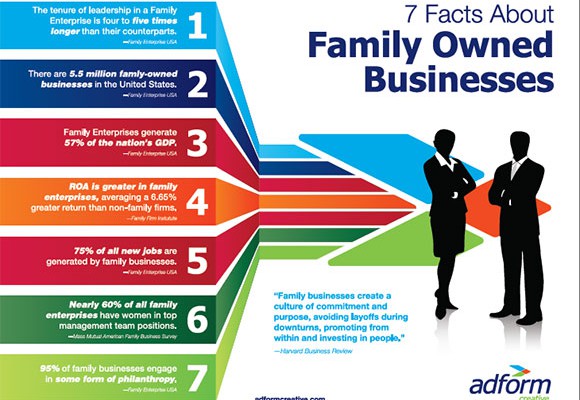 7 Facts About
Family Owned
Businesses
The tenure of leadership in a Family
Enterprise is four to five times
longer than their counterparts.
—Family Enterprise USA
1
There are 5.5 million famly-owned
businesses in the United States.
—Family Enterprise USA
2
Family Enterprises generate
57% of the nation's GDP.
—Family Enterprise USA
3
ROA is greater in family
enterprises, averaging a 6.65%
greater return than non-family firms.
—Family Firm Institute
4
75% of all new jobs are
generated by family businesses.
—Family Enterprise USA
5
Nearly 60% of all family
enterprises have women in top
management team positions.
—Mass Mutual American Family Business Survey
6
95% of family businesses engage
in some form of philanthropy.
—Family Enterprise USA
7
"Family businesses create a
culture of commitment and
purpose, avoiding layoffs during
downturns, promoting from
within and investing in people."
—Harvard Business Review
adformcreative.com
adform
creative